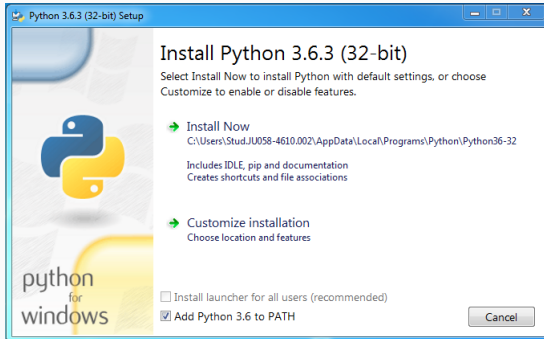 Python 3.6.3 (32-bit) Setup
Install Python 3.6.3 (32-bit)
Select Install Now to install Python with default settings, or choose
Customize to enable or disable features.
Install Now
C:\Users\Stud.JU058-4610.002\AppData\Local\Programs\Python\Python36-32
Includes IDLE, pip and documentation
Creates shortcuts and file associations
Customize installation
Choose location and features
python
for
windows
Install launcher for all users (recommended)
Add Python 3.6 to PATH
Cancel